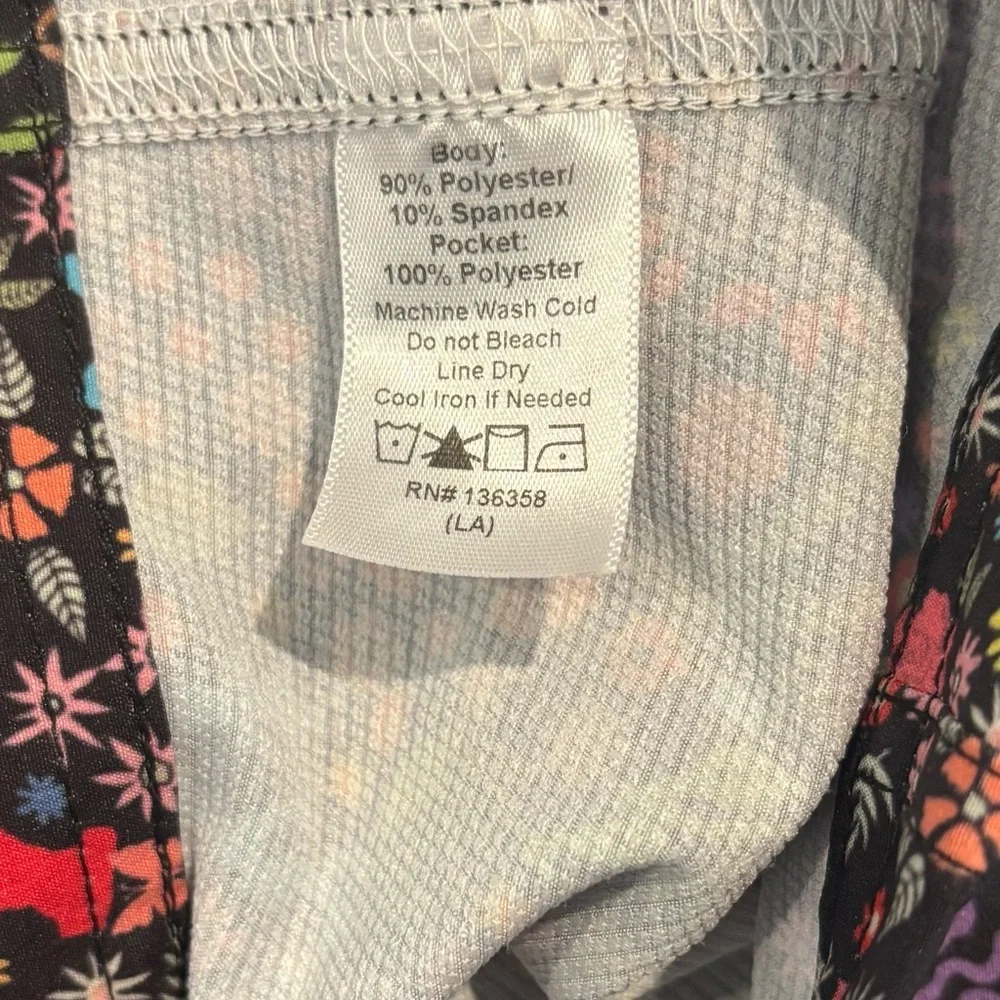 Body:
90% Polyester/
10% Spandex
Pocket:
100% Polyester
Machine Wash Cold
Do not Bleach
Line Dry
Cool Iron If Needed
RN# 136358
(LA)